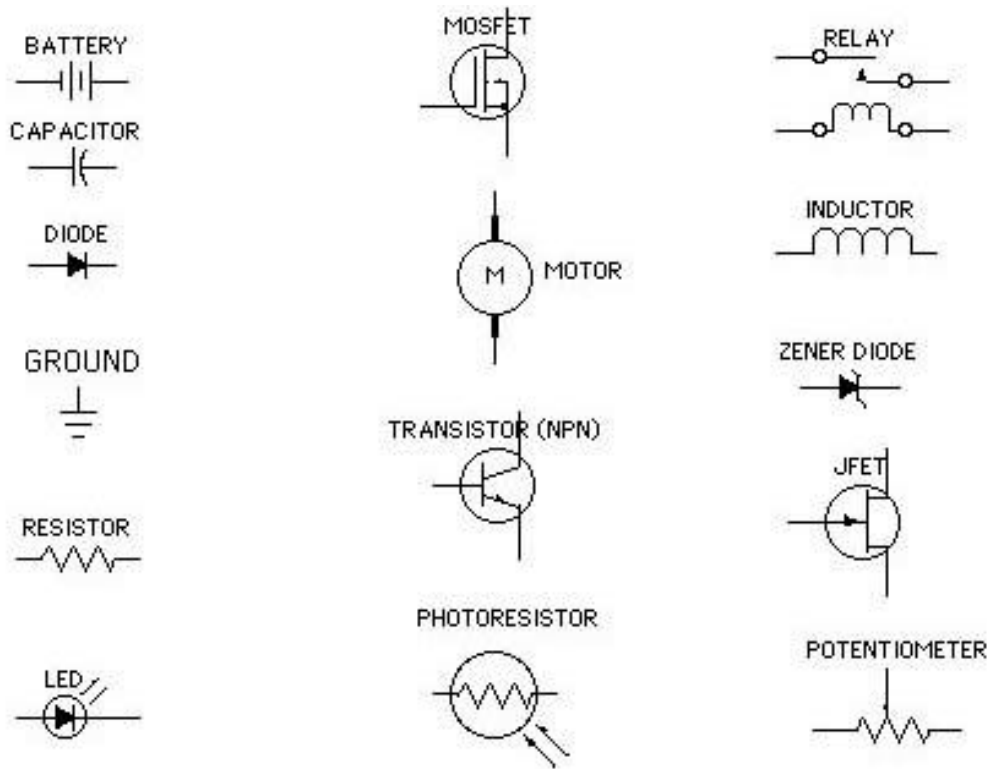 BATTERY
CAPACITOR
DIODE
GROUND
RESISTOR
LED
MOSFET
M
MOTOR
TRANSISTOR (NPN)
PHOTORESISTOR
RELAY
INDUCTOR
ZENER DIODE
JFET
POTENTIOMETER